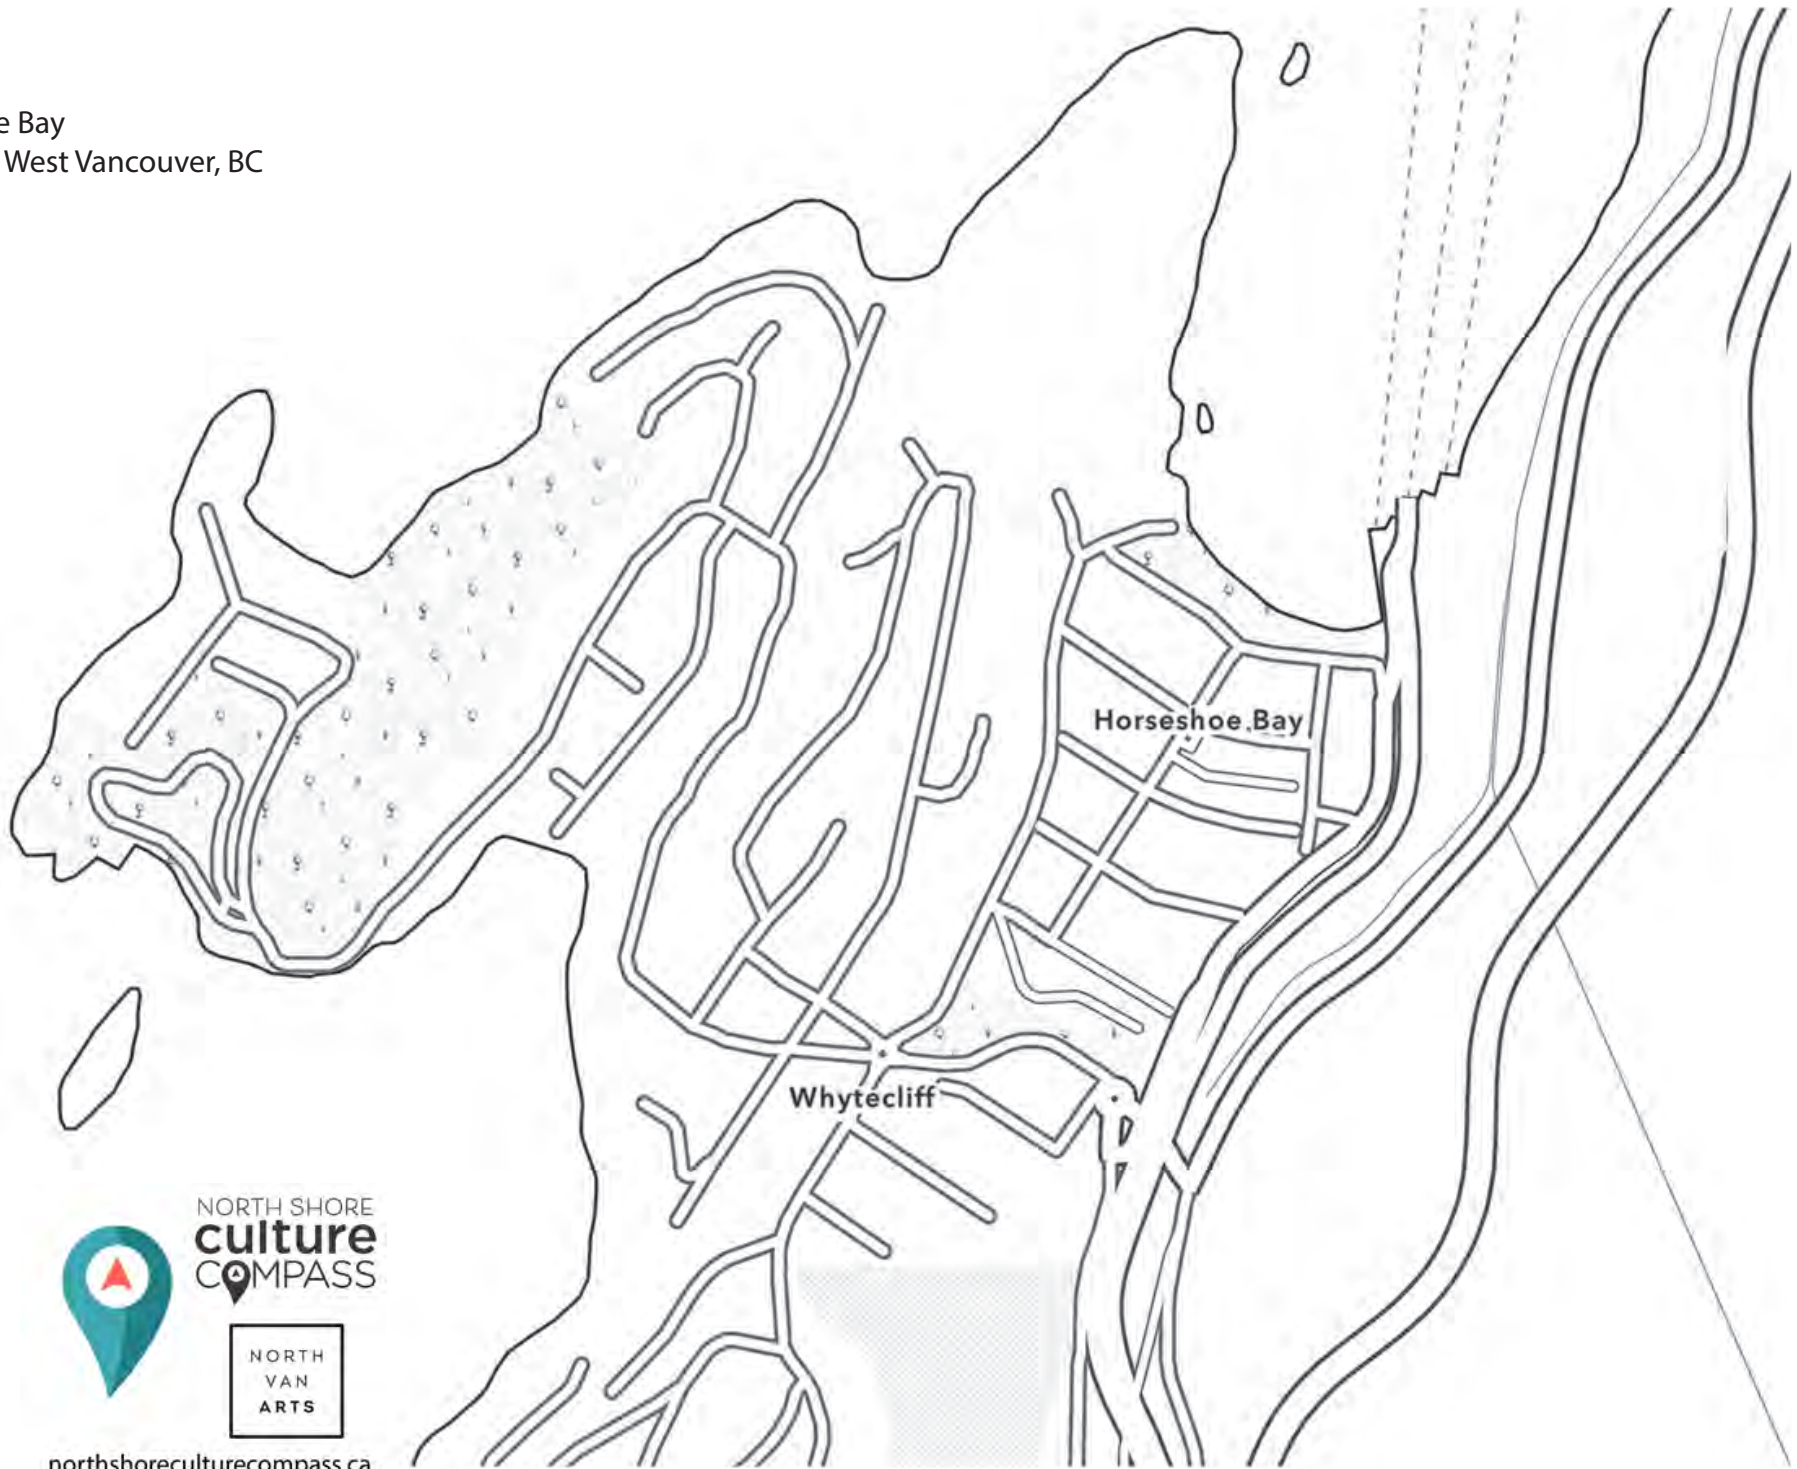 e Bay
West Vancouver, BC
Horseshoe Bay
Whytecliff
NORTH SHORE
culture
COMPASS
NORTH
VAN
ARTS
northshoreculturecompass.ca